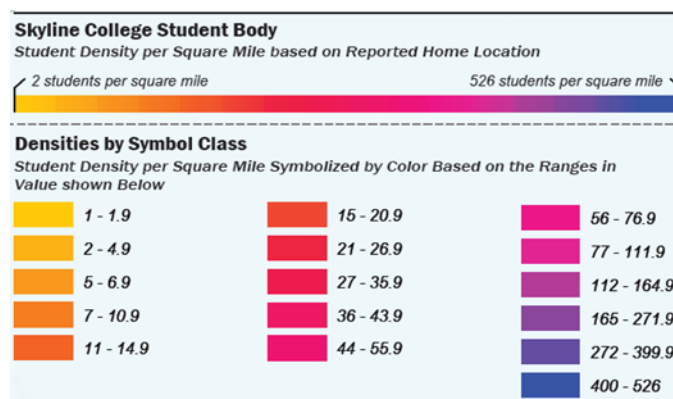 Skyline College Student Body
Student Density per Square Mile based on Reported Home Location
2 students per square mile
526 students per square mile
Densities by Symbol Class
Student Density per Square Mile Symbolized by Color Based on the Ranges in
Value shown Below
1 - 1.9
2 - 4.9
5 - 6.9
7 - 10.9
11 - 14.9
15 - 20.9
21 - 26.9
27 - 35.9
36 - 43.9
44 - 55.9
56 - 76.9
77 - 111.9
112 - 164.9
165 - 271.9
272 - 399.9
400 - 526